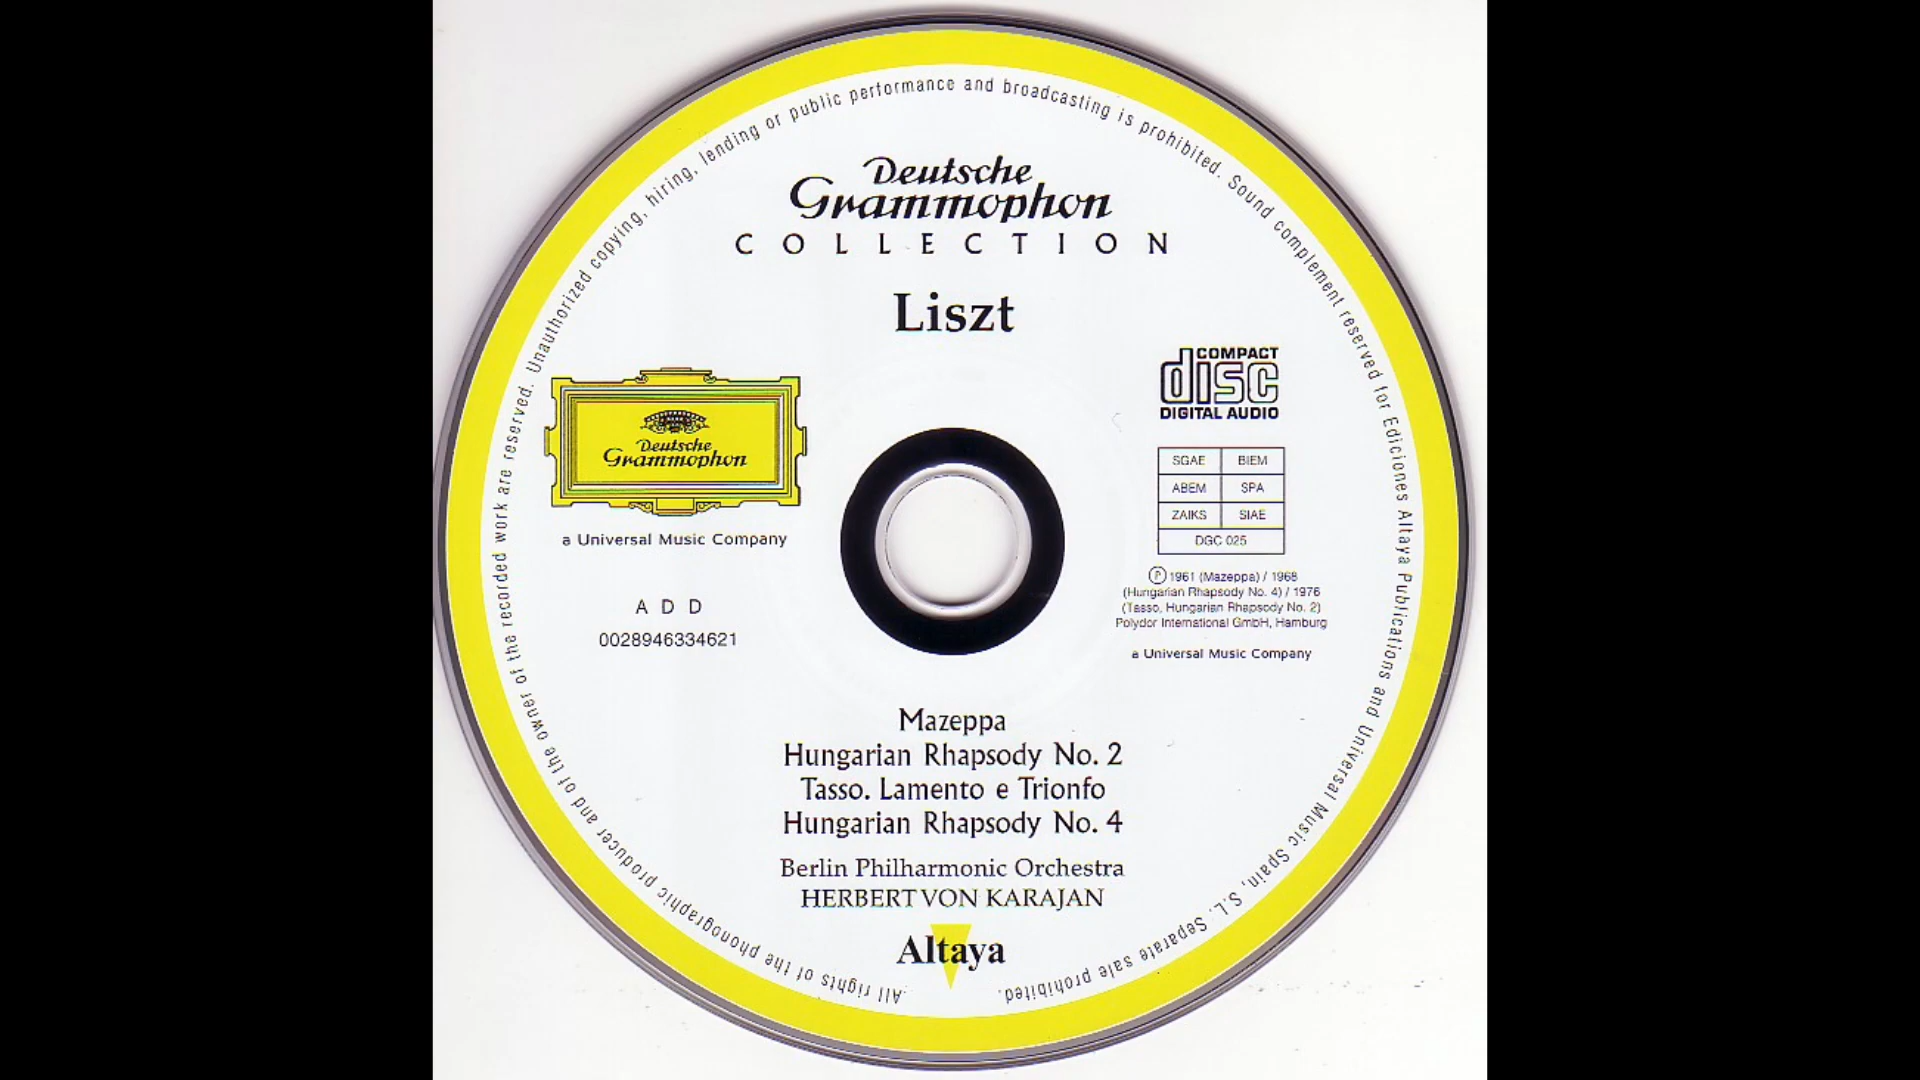 All rights of the phonographic producer and of the owner of the recorded work are reserved. Unauthorized copying, hiring, lending or public performance and broadcasting is prohibited. Sound complement reserved for Ediciones Altaya Publications and Universal Music Spain, S.L. Separate sale prohibited.
Deutsche
Grammophon
COLLECTION
Liszt
Deutsche
Grammophon
a Universal Music Company
ADD
0028946334621
COMPACT
disc
DIGITAL AUDIO
SGAE BIEM
ABEM SPA
ZAIKS SIAE
DGC 025
℗ 1961 (Mazeppa) / 1968
(Hungarian Rhapsody No. 4) / 1976
(Tasso, Hungarian Rhapsody No. 2)
Polydor International GmbH, Hamburg
a Universal Music Company
Mazeppa
Hungarian Rhapsody No. 2
Tasso. Lamento e Trionfo
Hungarian Rhapsody No. 4
Berlin Philharmonic Orchestra
HERBERT VON KARAJAN
Altaya